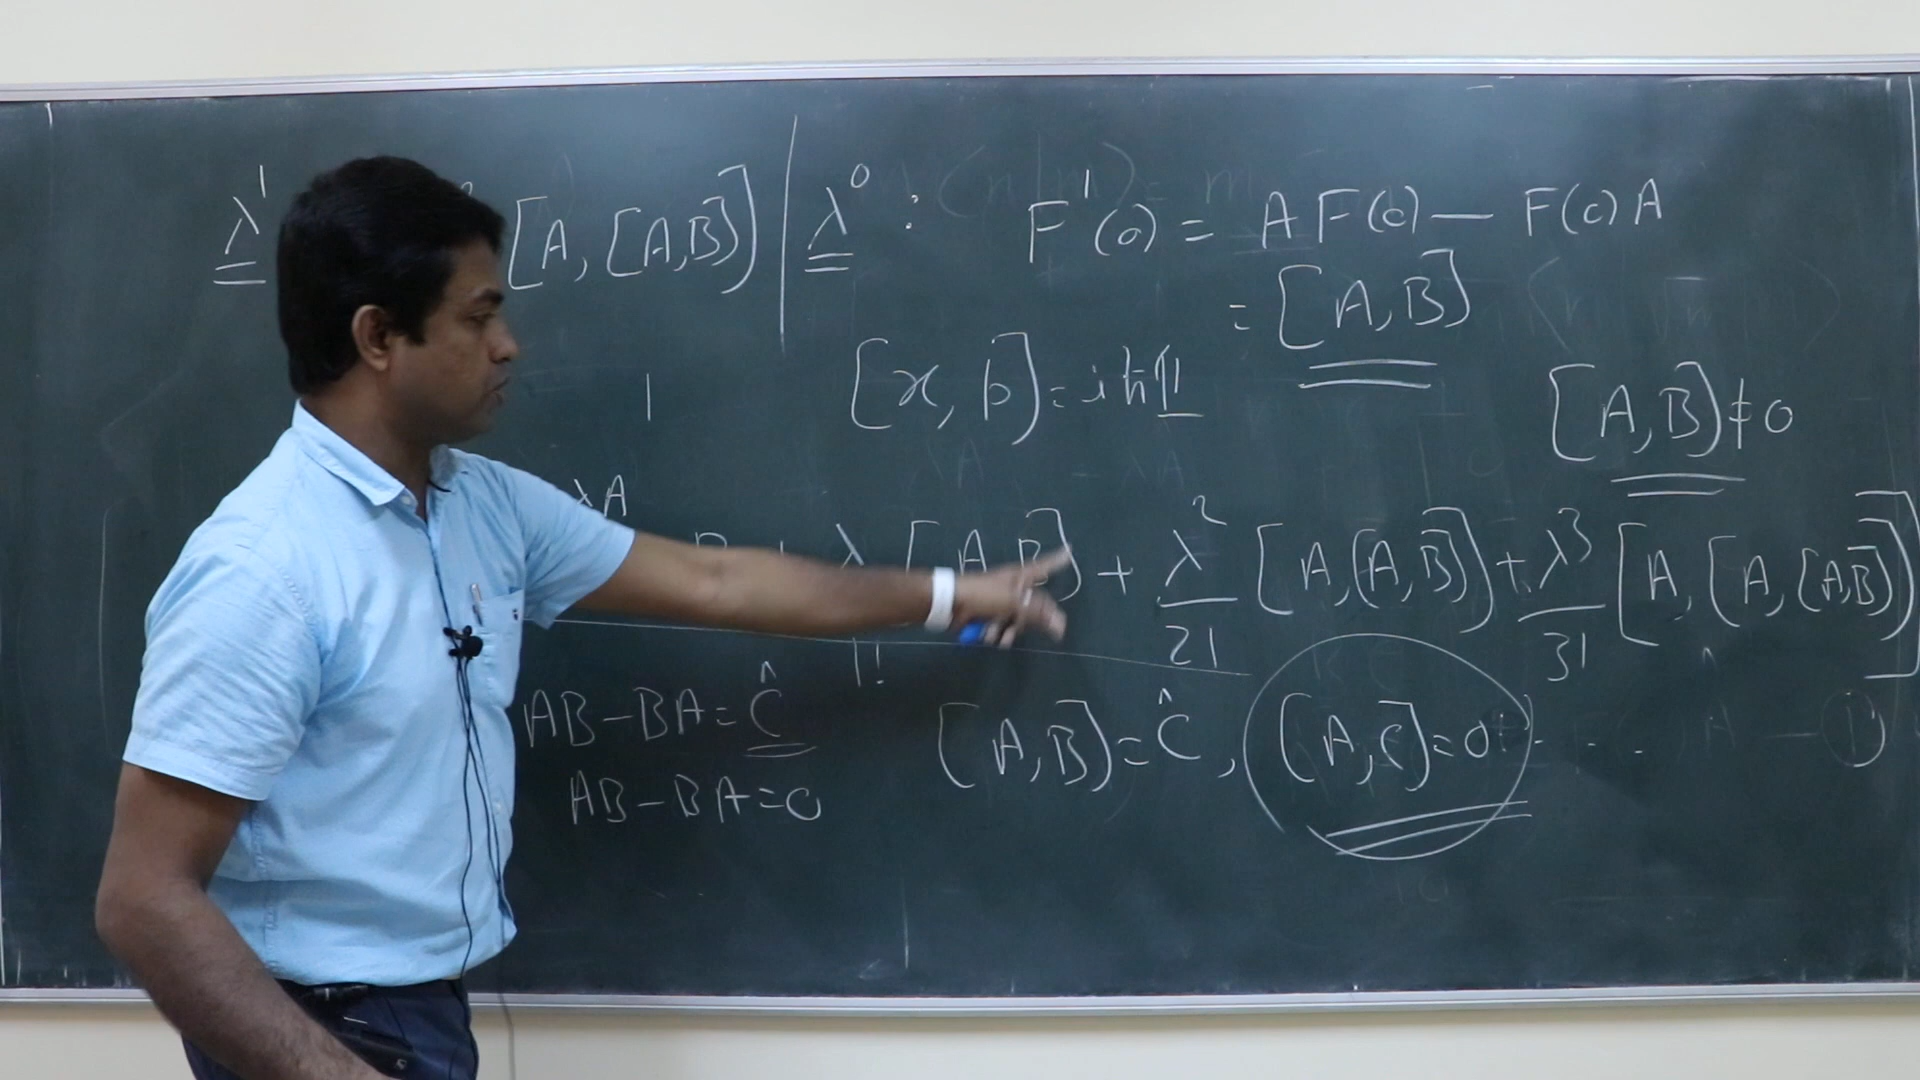 λ¹ [A, [A,B]] | λ⁰ : F'(0) = A F(0) — F(0) A
= [A,B]
[x, p] = iħ𝟙
[A,B] ≠ 0
λA
λ [A,B] + λ² [A,[A,B]] + λ³ [A,[A,[A,B]]]
1! 2! 3!
AB - BA = Ĉ
[A,B] = Ĉ, [A,C] = 0 + - - -
AB - BA = 0